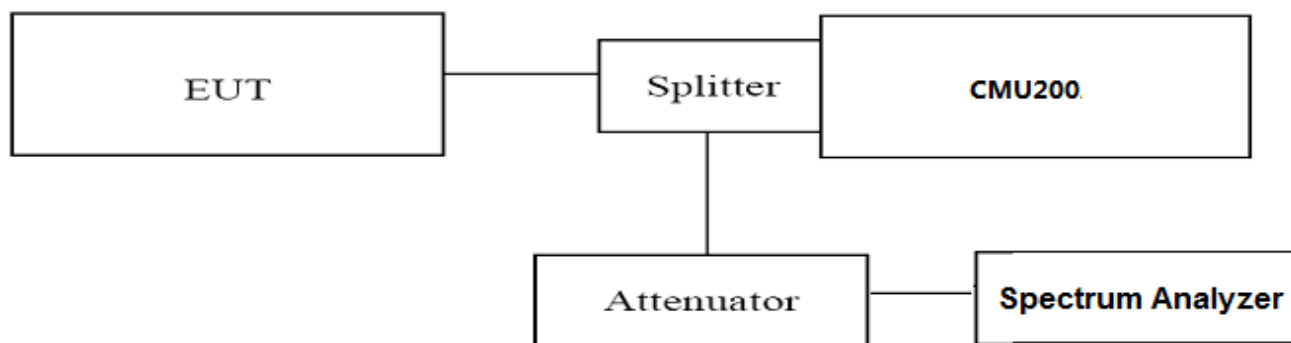 EUT
Splitter
CMU200
Attenuator
Spectrum Analyzer